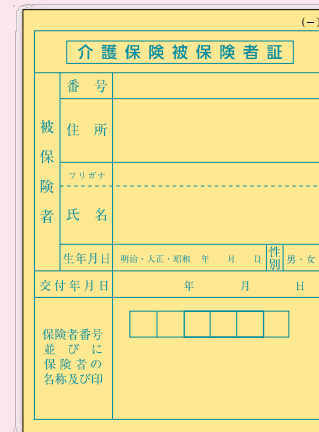 (一)
介護保険被保険者証
被保険者
番号
住所
フリガナ
氏名
生年月日 明治・大正・昭和 年 月 日 性別 男・女
交付年月日 年 月 日
保険者番号
並びに
保険者の
名称及び印